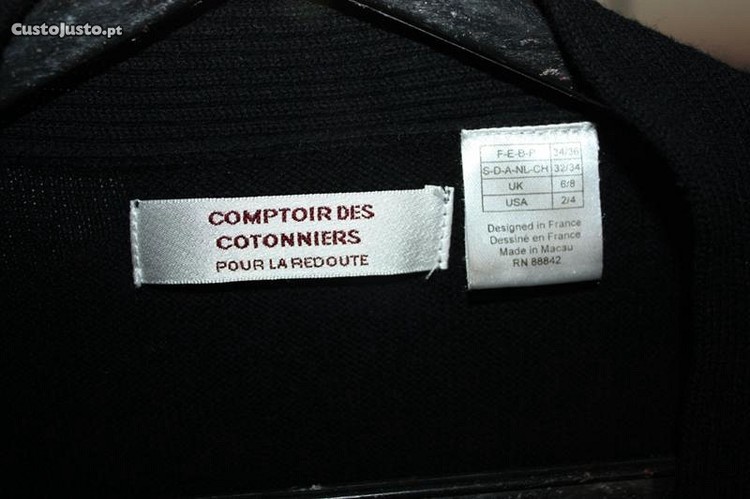 CustoJusto.pt
COMPTOIR DES
COTONNIERS
POUR LA REDOUTE
F-E-B-P 34/36
S-D-A-NL-CH 32/34
UK 6/8
USA 2/4
Designed in France
Dessiné en France
Made in Macau
RN 88842